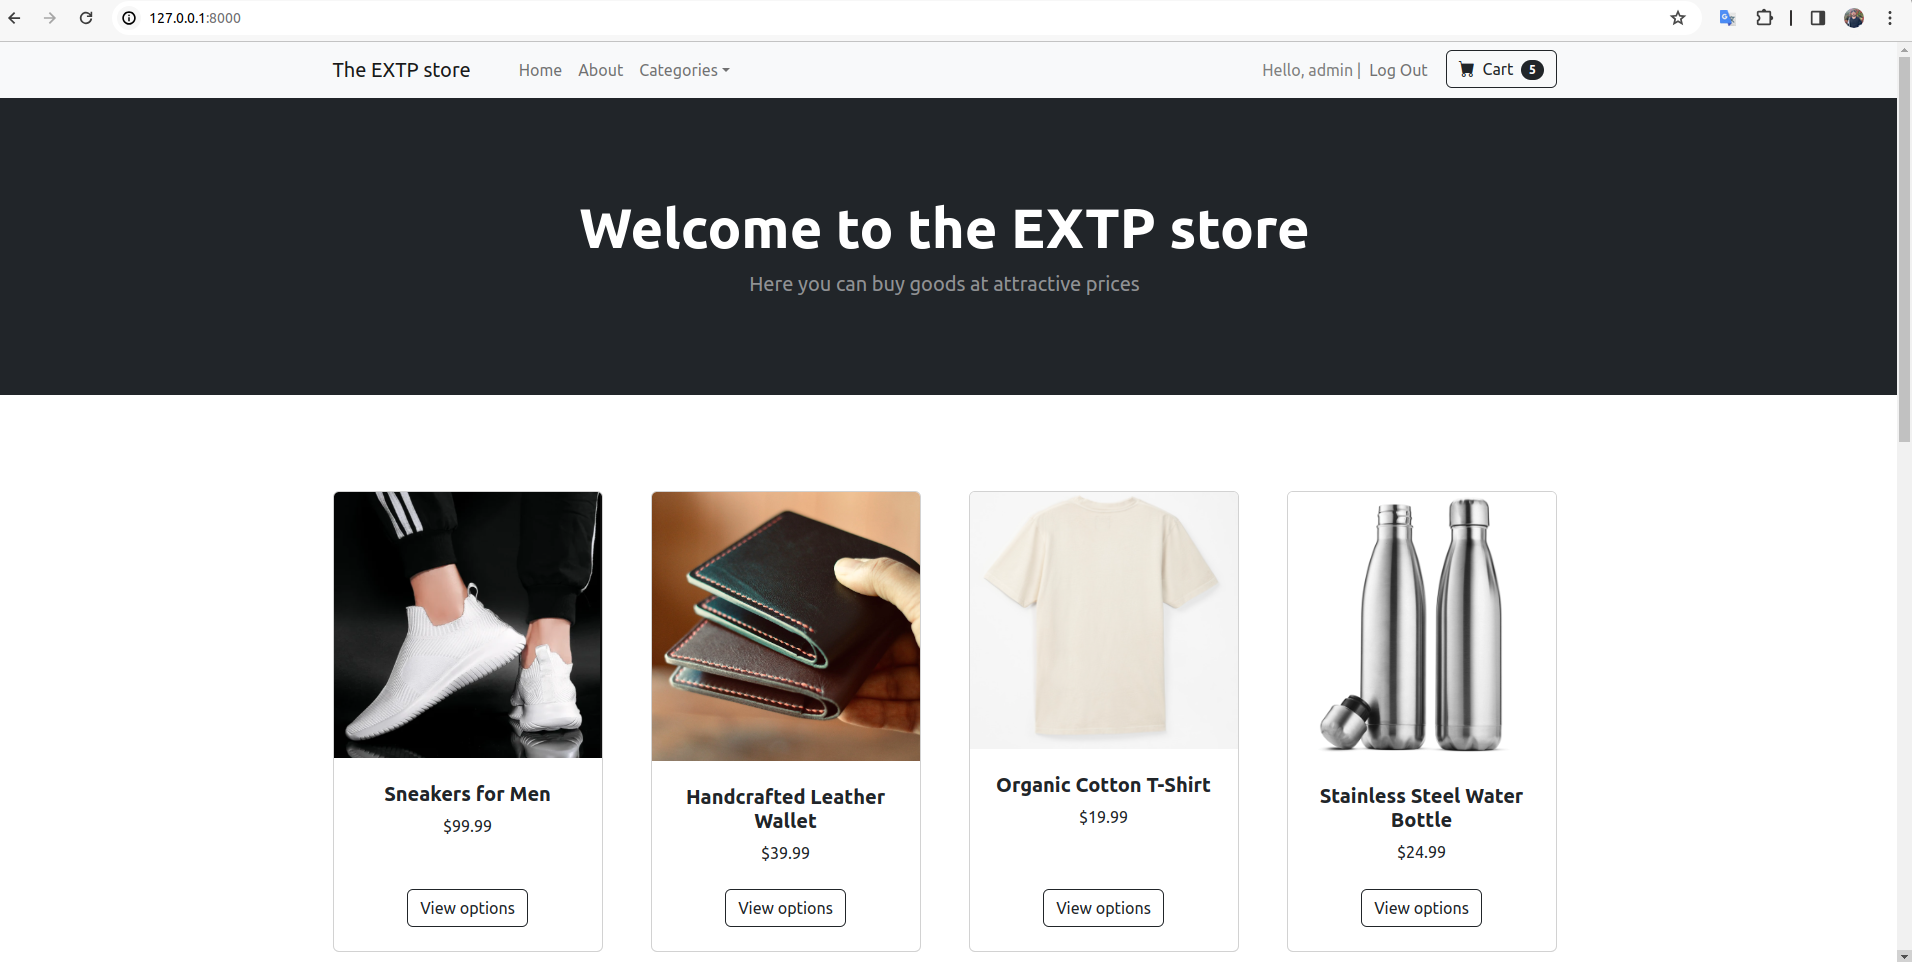 127.0.0.1:8000
The EXTP store Home About Categories Hello, admin | Log Out Cart 5
Welcome to the EXTP store
Here you can buy goods at attractive prices
Sneakers for Men
$99.99
View options
Handcrafted Leather
Wallet
$39.99
View options
Organic Cotton T-Shirt
$19.99
View options
Stainless Steel Water
Bottle
$24.99
View options